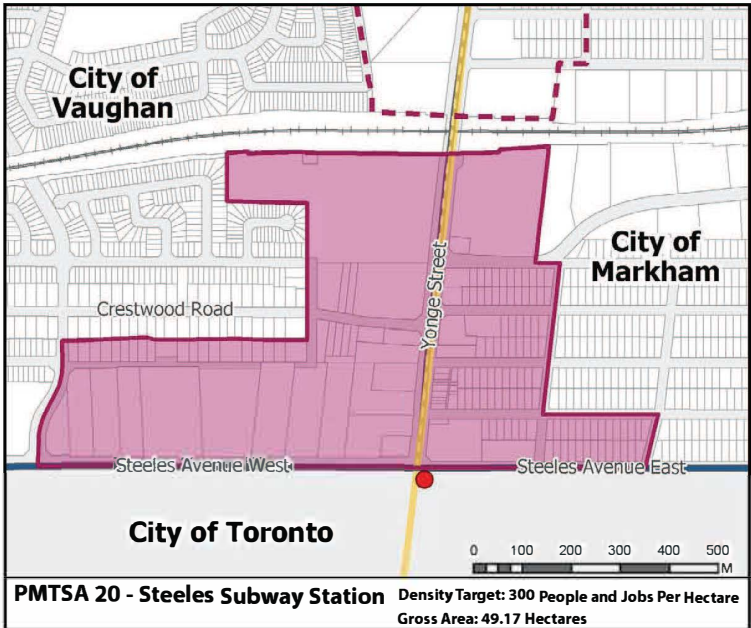 City of
Vaughan
City of
Markham
Yonge Street
Crestwood Road
Steeles Avenue West
Steeles Avenue East
City of Toronto
0 100 200 300 400 500
M
PMTSA 20 - Steeles Subway Station
Density Target: 300 People and Jobs Per Hectare
Gross Area: 49.17 Hectares